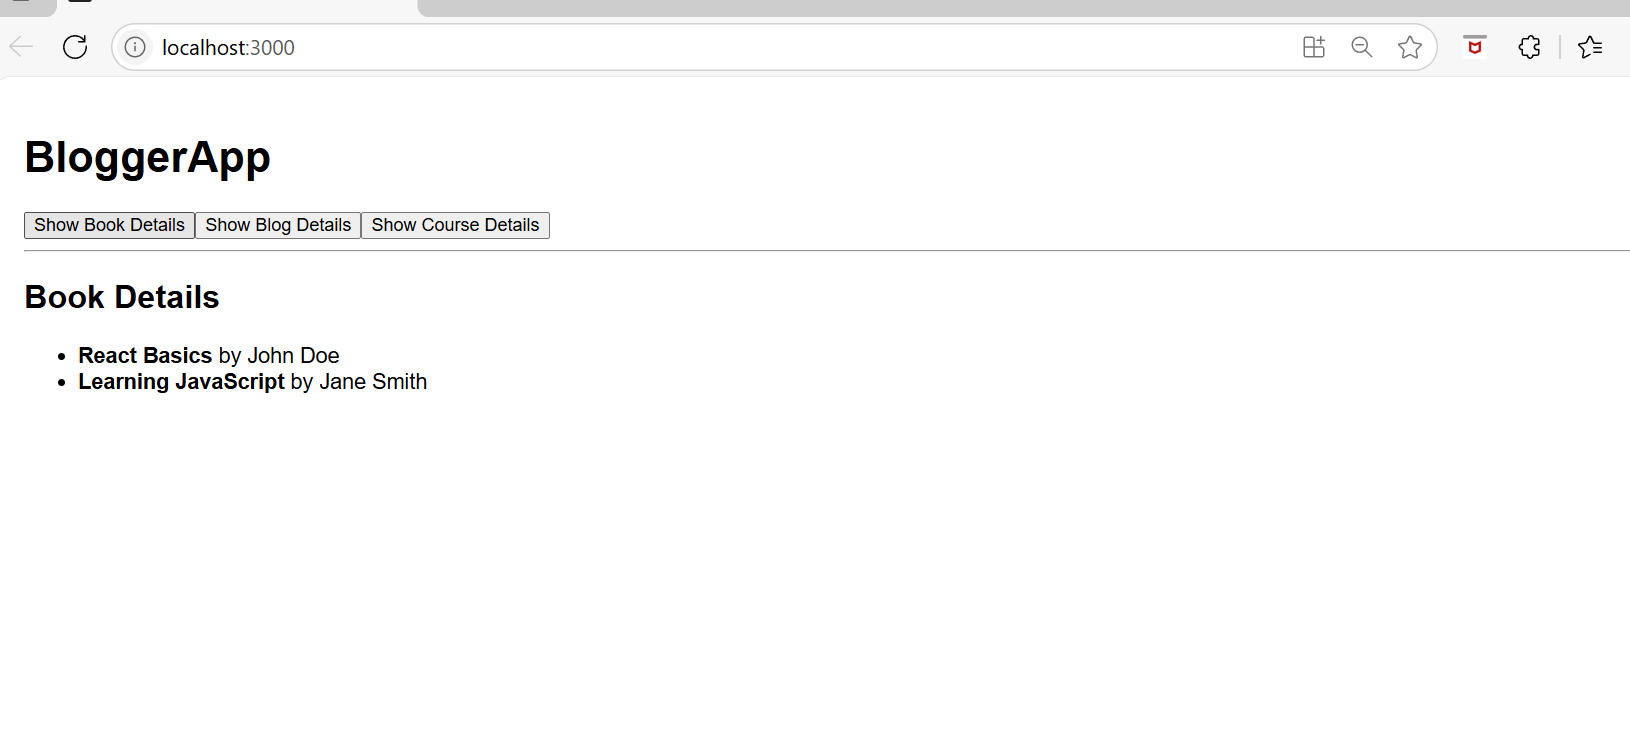 localhost:3000
BloggerApp
Show Book Details Show Blog Details Show Course Details
Book Details
• React Basics by John Doe
• Learning JavaScript by Jane Smith